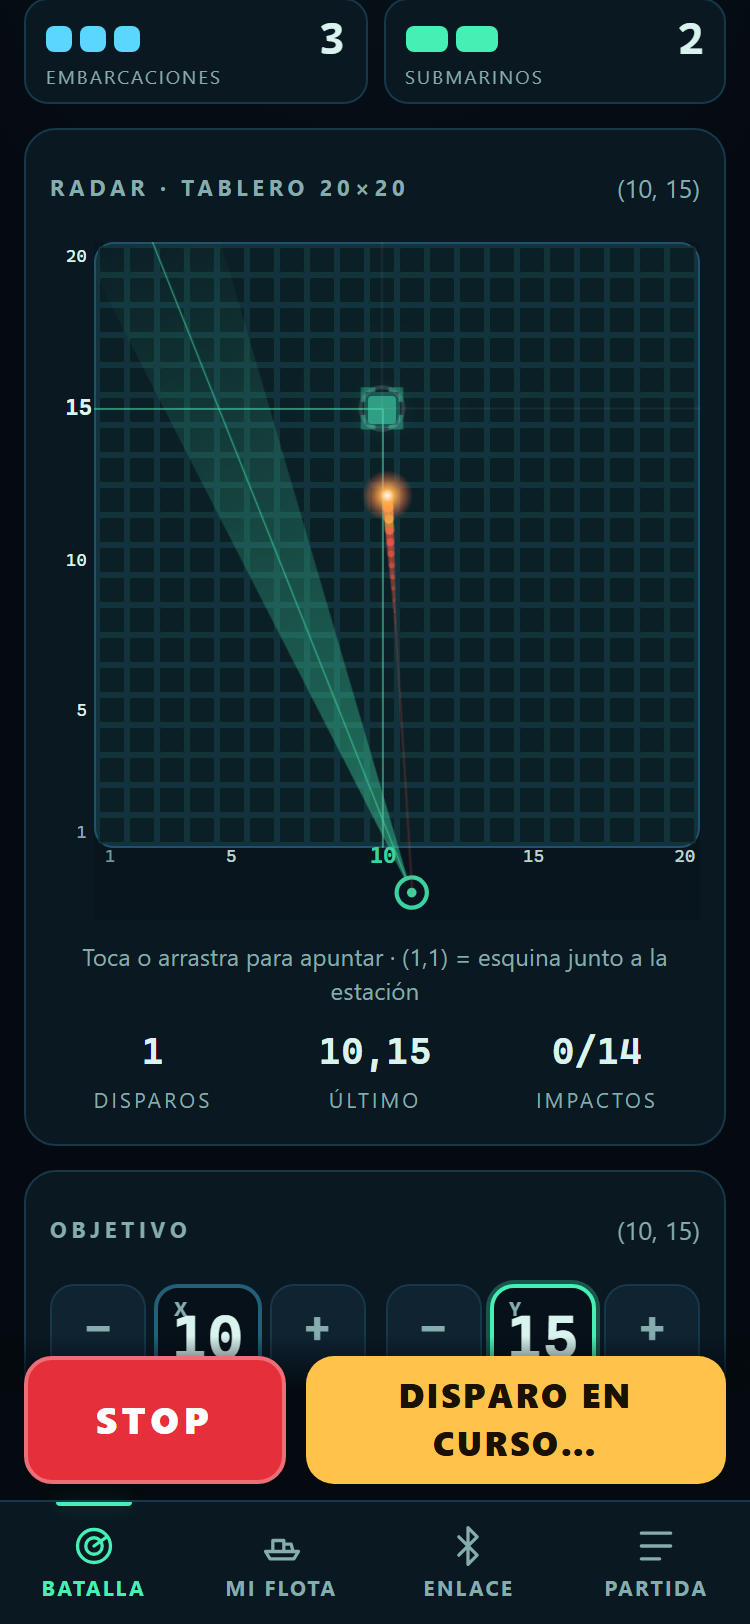 3
EMBARCACIONES
2
SUBMARINOS
RADAR · TABLERO 20×20
(10, 15)
20
15
10
5
1
1
5
10
15
20
Toca o arrastra para apuntar · (1,1) = esquina junto a la
estación
1
DISPAROS
10,15
ÚLTIMO
0/14
IMPACTOS
OBJETIVO
(10, 15)
−
X
10
+
−
Y
15
+
STOP
DISPARO EN
CURSO...
BATALLA
MI FLOTA
ENLACE
PARTIDA